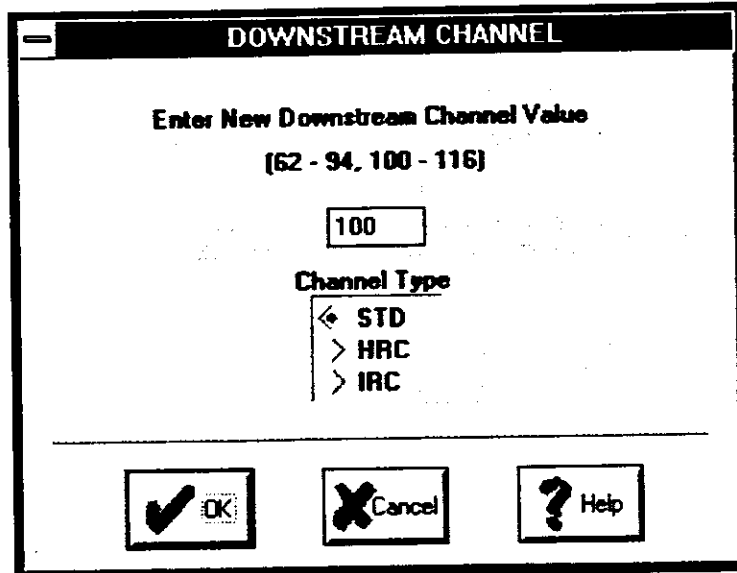 DOWNSTREAM CHANNEL
Enter New Downstream Channel Value
(62 - 94, 100 - 116)
100
Channel Type
STD
HRC
IRC
OK
Cancel
? Help